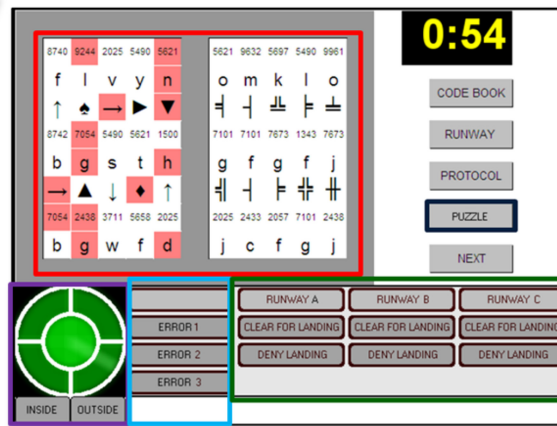 0:54
8740 9244 2025 5490 5621
f l v y n
↑ ♠ → ► ▼
8742 7054 5490 5621 1500
b g s t h
→ ▲ ↓ ♦ ↑
7054 2438 3711 5658 2025
b g w f d
5621 9632 5697 5490 9961
o m k l o
╡ ┤ ╩ ╞ ╧
7101 7101 7673 1343 7673
g f g f j
╣ ┤ ╞ ╬ ╫
2025 2433 2057 7101 2438
j c f g j
CODE BOOK
RUNWAY
PROTOCOL
PUZZLE
NEXT
INSIDE OUTSIDE
ERROR 1
ERROR 2
ERROR 3
RUNWAY A RUNWAY B RUNWAY C
CLEAR FOR LANDING CLEAR FOR LANDING CLEAR FOR LANDING
DENY LANDING DENY LANDING DENY LANDING